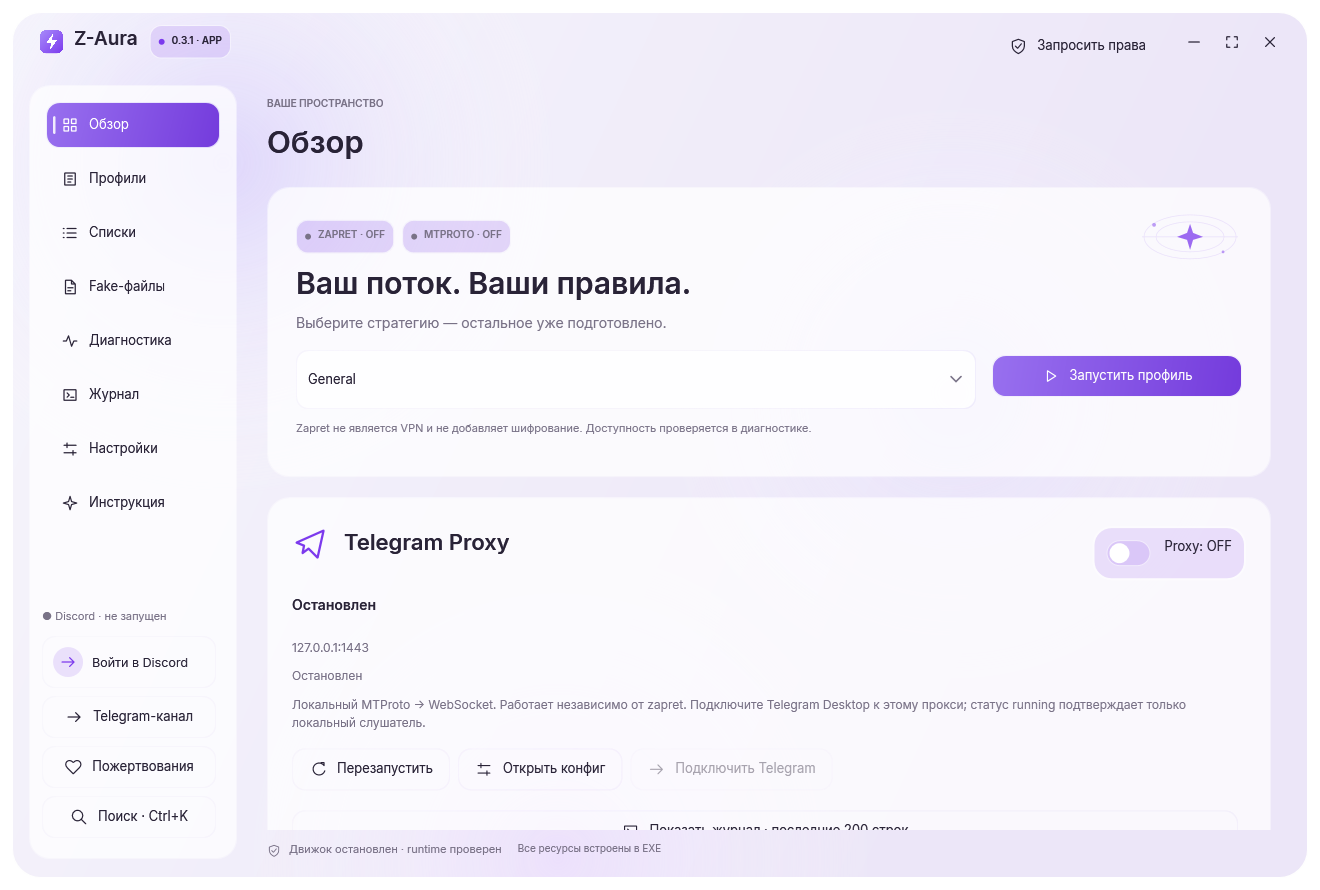 Z-Aura
0.3.1 · APP
Запросить права
Обзор
Профили
Списки
Fake-файлы
Диагностика
Журнал
Настройки
Инструкция
Discord · не запущен
Войти в Discord
Telegram-канал
Пожертвования
Поиск · Ctrl+K
ВАШЕ ПРОСТРАНСТВО
Обзор
ZAPRET · OFF
MTPROTO · OFF
Ваш поток. Ваши правила.
Выберите стратегию — остальное уже подготовлено.
General
Запустить профиль
Zapret не является VPN и не добавляет шифрование. Доступность проверяется в диагностике.
Telegram Proxy
Proxy: OFF
Остановлен
127.0.0.1:1443
Остановлен
Локальный MTProto → WebSocket. Работает независимо от zapret. Подключите Telegram Desktop к этому прокси; статус running подтверждает только
локальный слушатель.
Перезапустить
Открыть конфиг
Подключить Telegram
Показать журнал · последние 200 строк
Движок остановлен · runtime проверен
Все ресурсы встроены в EXE